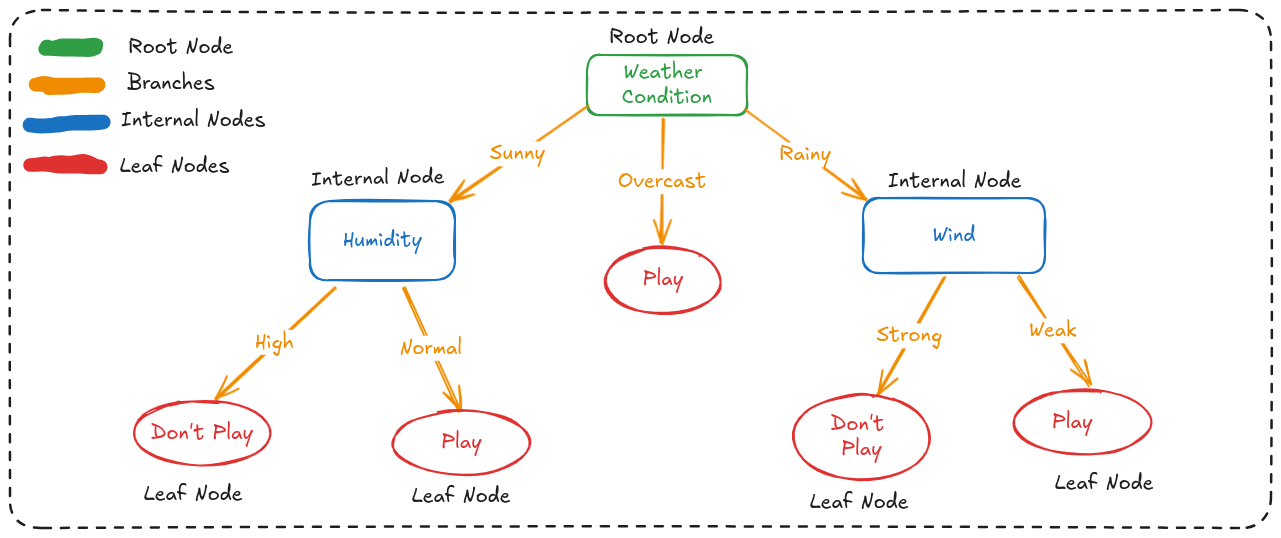 Root Node
Branches
Internal Nodes
Leaf Nodes
Root Node
Weather
Condition
Sunny
Overcast
Rainy
Internal Node
Humidity
Play
Internal Node
Wind
High
Normal
Strong
Weak
Don't Play
Leaf Node
Play
Leaf Node
Don't
Play
Leaf Node
Play
Leaf Node